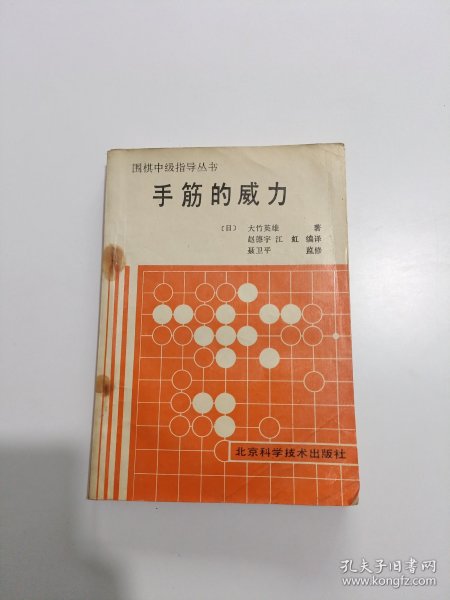 围棋中级指导丛书
手筋的威力
〔日〕 大竹英雄 著
赵德宇 江虹 编译
聂卫平 监修
北京科学技术出版社
孔夫子旧书网
www.kongfz.com